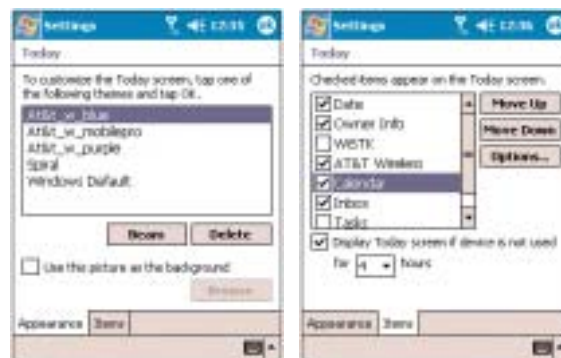 Settings 12:35 ok
Today
To customize the Today screen, tap one of
the following themes and tap OK.
At&t_w_blue
At&t_w_mobilepro
At&t_w_purple
Spiral
Windows Default
Beam Delete
Use this picture as the background
Browse...
Appearance Items
Settings 12:35 ok
Today
Checked items appear on the Today screen.
Date
Owner Info
AT&T Wireless
Calendar
Inbox
Tasks
Move Up
Move Down
Options...
Display Today screen if device is not used
for 4 hours
Appearance Items